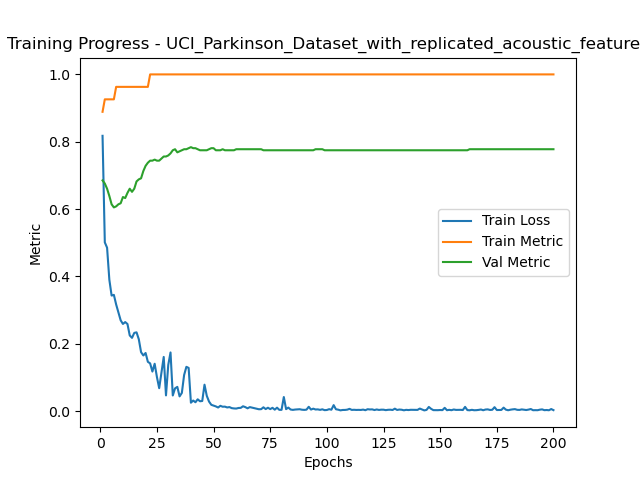 Training Progress - UCI_Parkinson_Dataset_with_replicated_acoustic_feature
1.0
0.8
0.6
0.4
0.2
0.0
Metric
Train Loss
Train Metric
Val Metric
0 25 50 75 100 125 150 175 200
Epochs